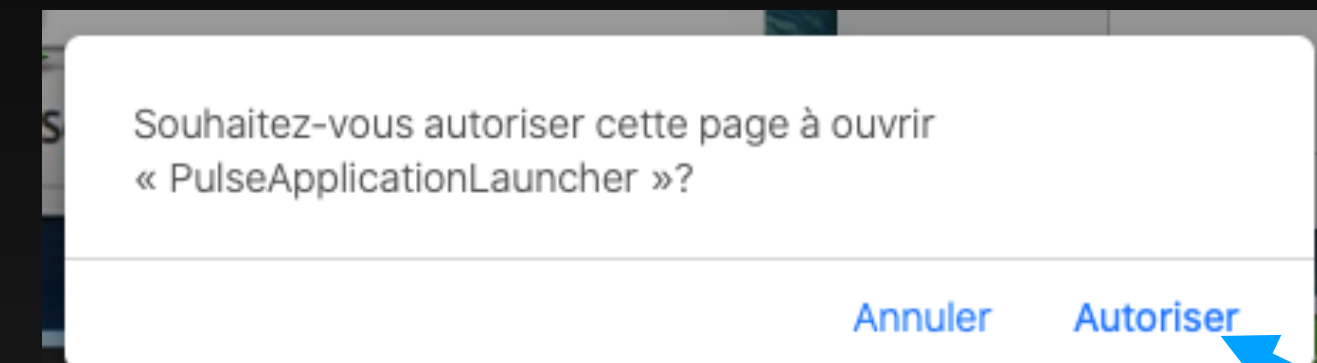 Souhaitez-vous autoriser cette page à ouvrir
« PulseApplicationLauncher »?
Annuler Autoriser